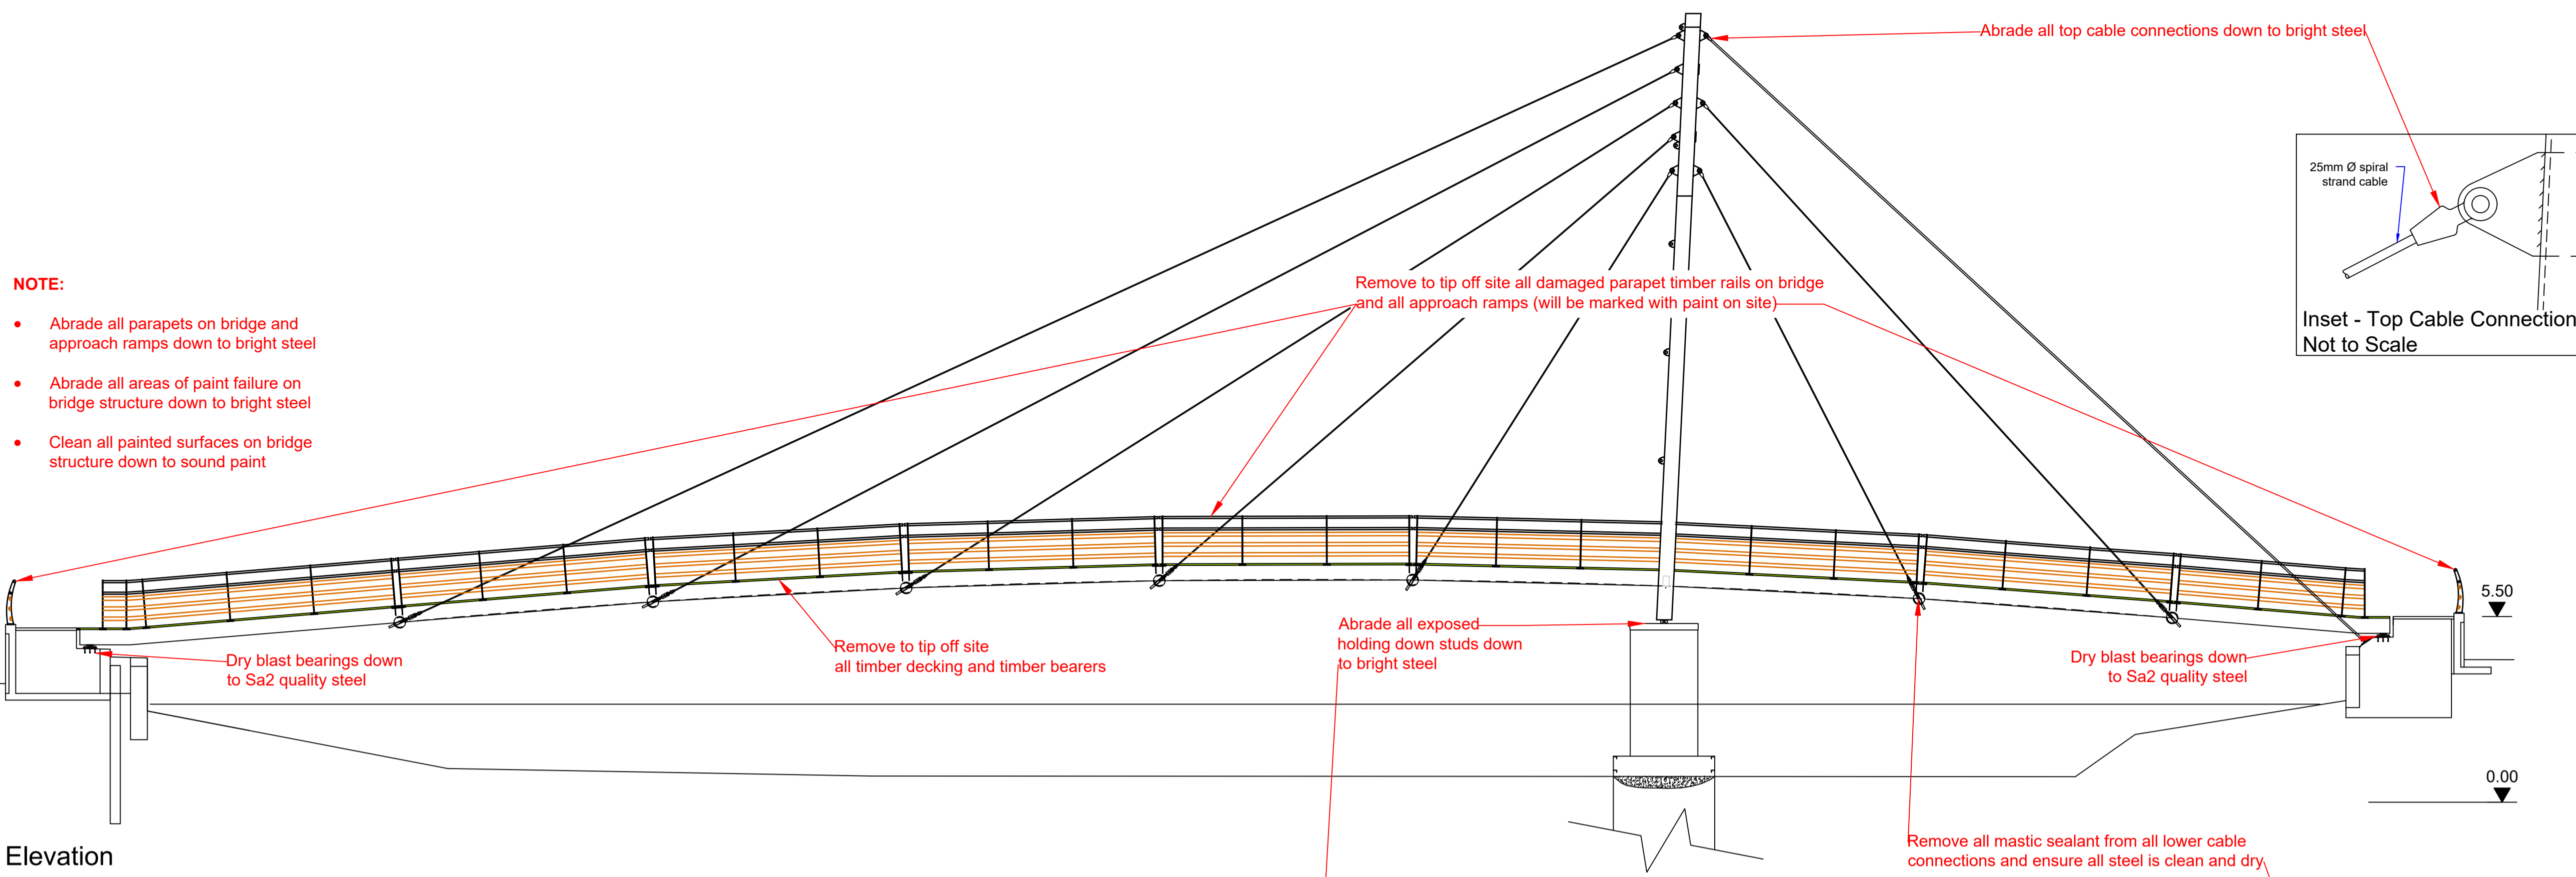 Abrade all top cable connections down to bright steel
25mm Ø spiral
strand cable
Inset - Top Cable Connection
Not to Scale
NOTE:
• Abrade all parapets on bridge and
approach ramps down to bright steel
• Abrade all areas of paint failure on
bridge structure down to bright steel
• Clean all painted surfaces on bridge
structure down to sound paint
Remove to tip off site all damaged parapet timber rails on bridge
and all approach ramps (will be marked with paint on site)
5.50
Dry blast bearings down
to Sa2 quality steel
Remove to tip off site
all timber decking and timber bearers
Abrade all exposed
holding down studs down
to bright steel
Dry blast bearings down
to Sa2 quality steel
0.00
Remove all mastic sealant from all lower cable
connections and ensure all steel is clean and dry
Elevation